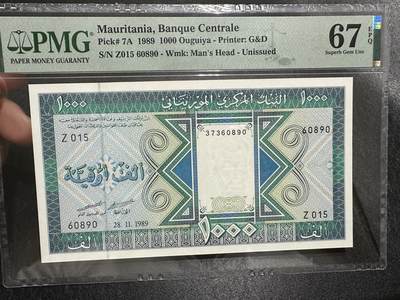 PMG
PAPER MONEY GUARANTY
Mauritania, Banque Centrale
Pick# 7A 1989 1000 Ouguiya - Printer: G&D
S/N Z015 60890 - Wmk: Man's Head - Unissued
67 EPQ
Superb Gem Unc
1000
البنك المركزي الموريتاني
1000
37360890
60890
Z 015
ألف أوقية
Z 015
60890
28. 11. 1989
ألف
1000
ألف